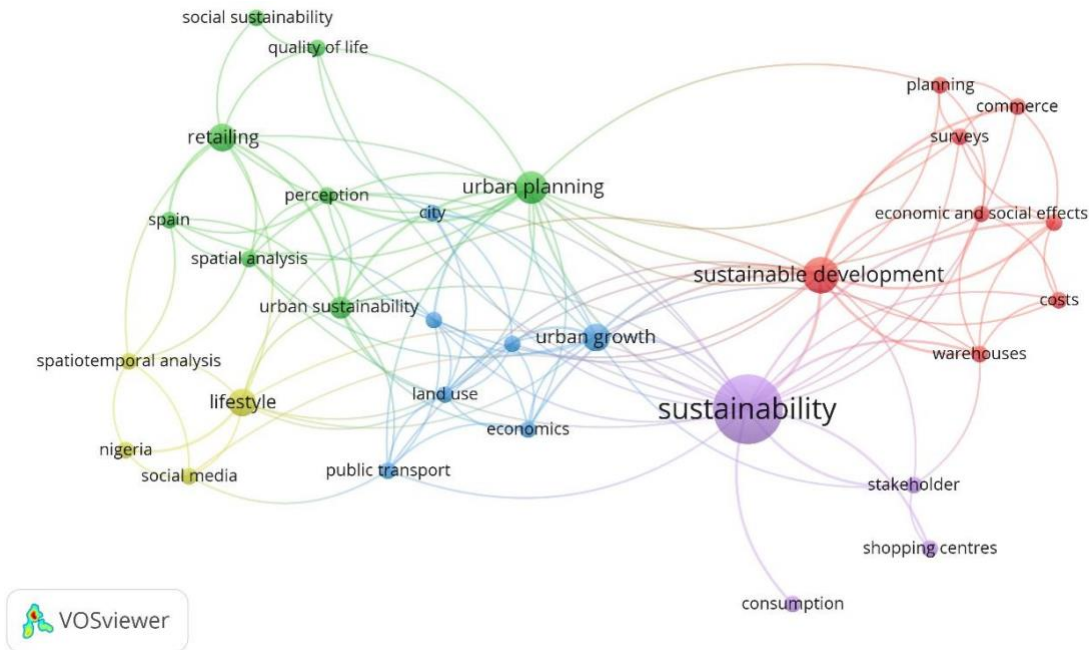 social sustainability
quality of life
planning
commerce
retailing
surveys
urban planning
perception
city
spain
economic and social effects
spatial analysis
sustainable development
urban sustainability
costs
urban growth
warehouses
spatiotemporal analysis
land use
lifestyle
sustainability
economics
nigeria
public transport
social media
stakeholder
shopping centres
consumption
VOSviewer